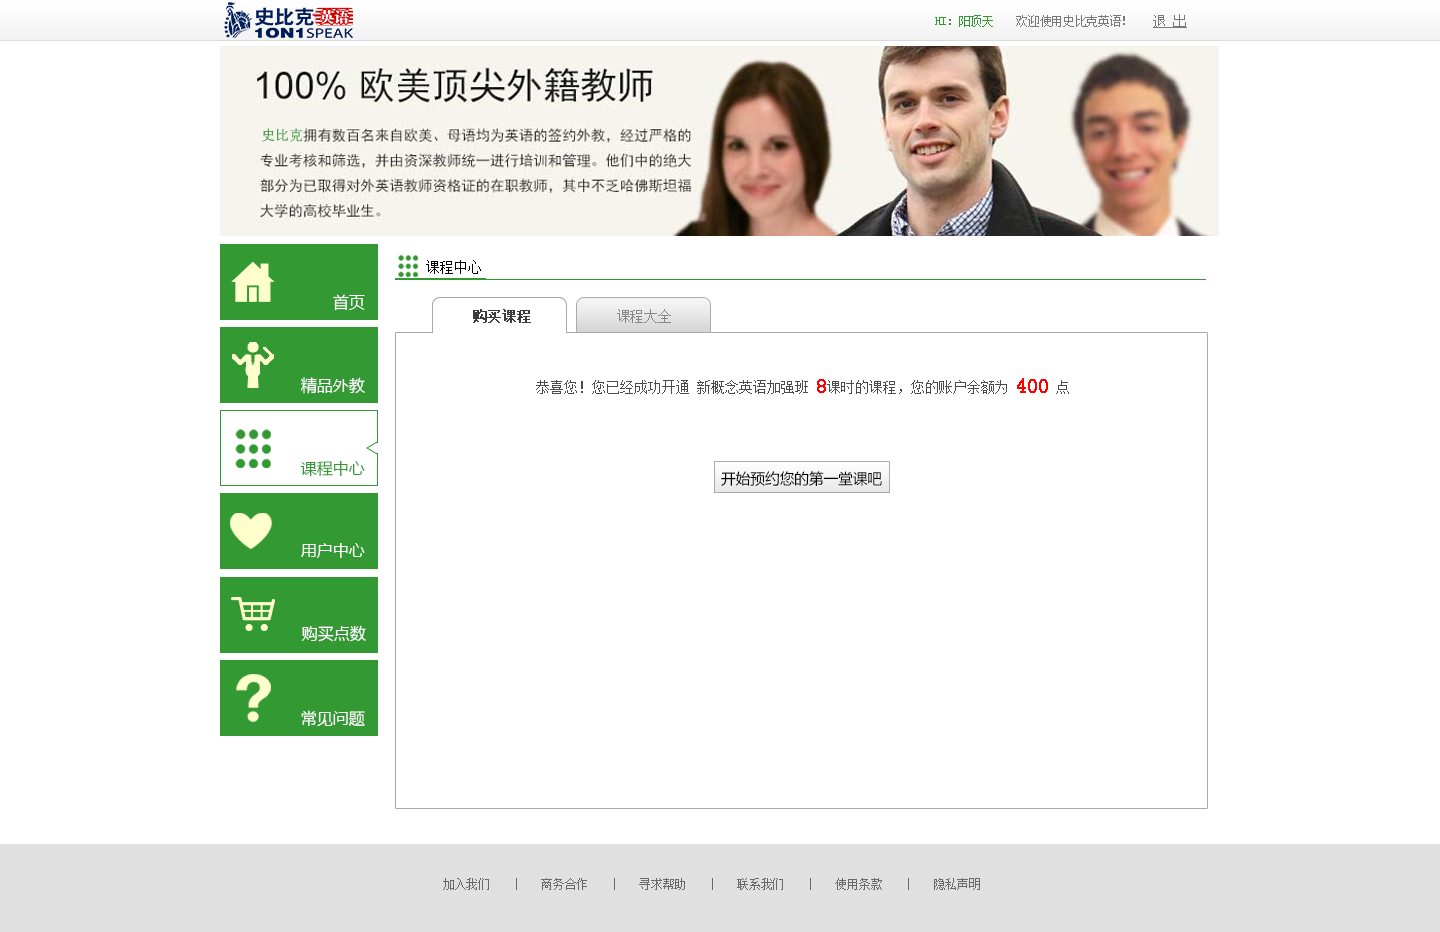 史比克英语
1ON1SPEAK
HI: 阳顶天 欢迎使用史比克英语! 退 出
100% 欧美顶尖外籍教师
史比克拥有数百名来自欧美、母语均为英语的签约外教，经过严格的
专业考核和筛选，并由资深教师统一进行培训和管理。他们中的绝大
部分为已取得对外英语教师资格证的在职教师，其中不乏哈佛斯坦福
大学的高校毕业生。
首页
精品外教
课程中心
用户中心
购买点数
常见问题
课程中心
购买课程 课程大全
恭喜您! 您已经成功开通 新概念英语加强班 8课时的课程，您的账户余额为 400 点
开始预约您的第一堂课吧
加入我们 | 商务合作 | 寻求帮助 | 联系我们 | 使用条款 | 隐私声明